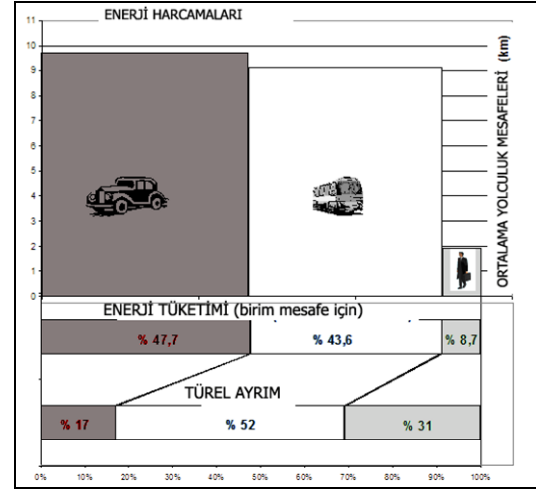 ENERJİ HARCAMALARI
11
10
9
8
7
6
5
4
3
2
1
0
ORTALAMA YOLCULUK MESAFELERİ (km)
ENERJİ TÜKETİMİ (birim mesafe için)
% 47,7 % 43,6 % 8,7
TÜREL AYRIM
% 17 % 52 % 31
0% 10% 20% 30% 40% 50% 60% 70% 80% 90% 100%